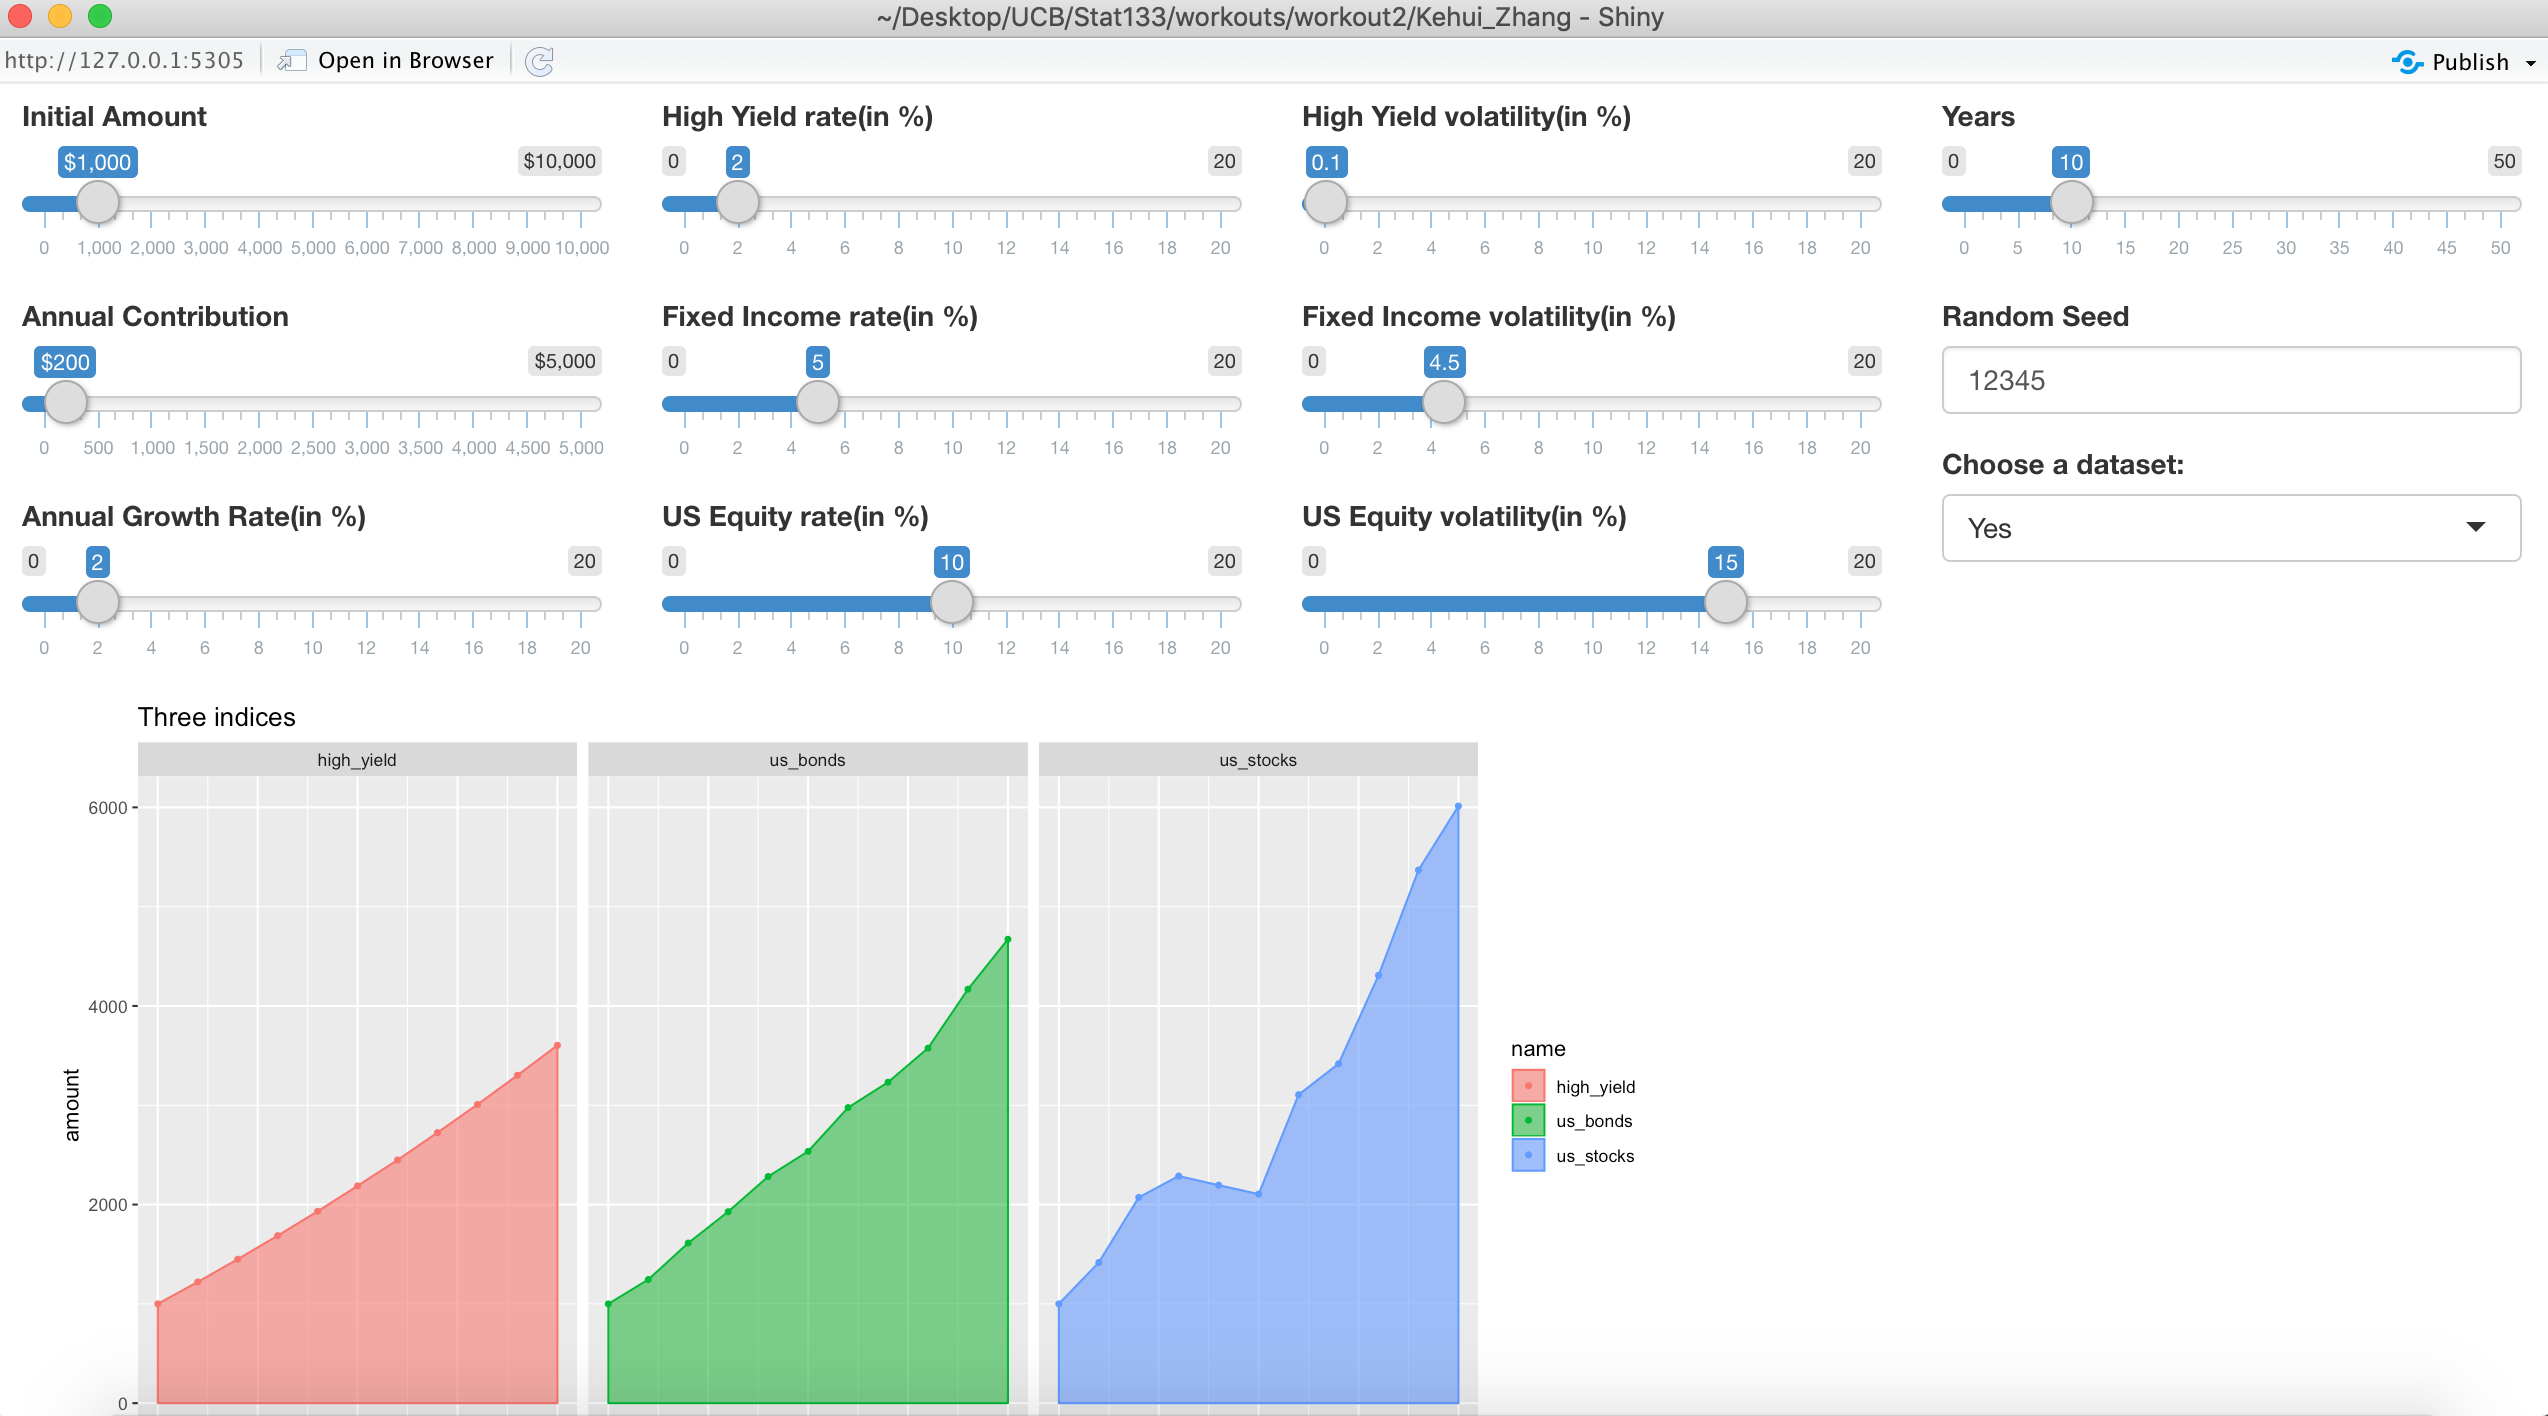 ~/Desktop/UCB/Stat133/workouts/workout2/Kehui_Zhang - Shiny
http://127.0.0.1:5305 Open in Browser Publish
Initial Amount
$1,000 $10,000
0 1,000 2,000 3,000 4,000 5,000 6,000 7,000 8,000 9,000 10,000
High Yield rate(in %)
0 2 20
0 2 4 6 8 10 12 14 16 18 20
High Yield volatility(in %)
0.1 20
0 2 4 6 8 10 12 14 16 18 20
Years
0 10 50
0 5 10 15 20 25 30 35 40 45 50
Annual Contribution
$200 $5,000
0 500 1,000 1,500 2,000 2,500 3,000 3,500 4,000 4,500 5,000
Fixed Income rate(in %)
0 5 20
0 2 4 6 8 10 12 14 16 18 20
Fixed Income volatility(in %)
0 4.5 20
0 2 4 6 8 10 12 14 16 18 20
Random Seed
12345
Choose a dataset:
Yes
Annual Growth Rate(in %)
0 2 20
0 2 4 6 8 10 12 14 16 18 20
US Equity rate(in %)
0 10 20
0 2 4 6 8 10 12 14 16 18 20
US Equity volatility(in %)
0 15 20
0 2 4 6 8 10 12 14 16 18 20
Three indices
high_yield us_bonds us_stocks
6000
4000
2000
0
amount
name
high_yield
us_bonds
us_stocks